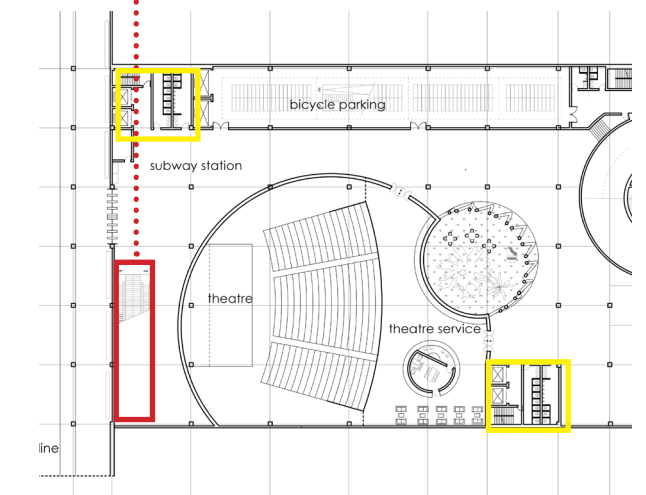 bicycle parking
subway station
theatre
theatre service
line